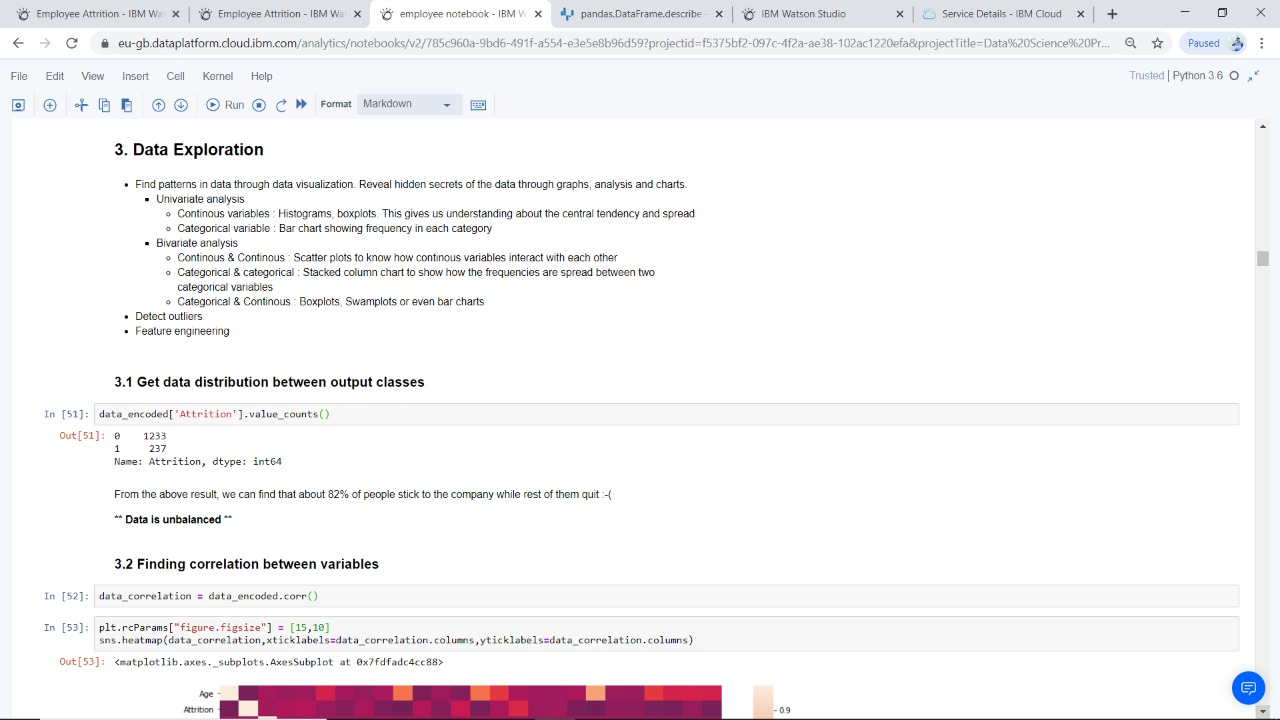 Employee Attrition - IBM Wa
Employee Attrition - IBM Wa
employee notebook - IBM W
pandas.DataFrame.describe -
IBM Watson Studio
Service Details - IBM Cloud
eu-gb.dataplatform.cloud.ibm.com/analytics/notebooks/v2/785c960a-9bd6-491f-a554-e3e5e8b96d59?projectid=f5375bf2-097c-4f2a-ae38-102ac1220efa&projectTitle=Data%20Science%20Pr...
Paused
File Edit View Insert Cell Kernel Help
Trusted | Python 3.6
Run
Format
Markdown
3. Data Exploration
Find patterns in data through data visualization. Reveal hidden secrets of the data through graphs, analysis and charts.
Univariate analysis
Continous variables : Histograms, boxplots. This gives us understanding about the central tendency and spread
Categorical variable : Bar chart showing frequency in each category
Bivariate analysis
Continous & Continous : Scatter plots to know how continous variables interact with each other
Categorical & categorical : Stacked column chart to show how the frequencies are spread between two
categorical variables
Categorical & Continous : Boxplots, Swamplots or even bar charts
Detect outliers
Feature engineering
3.1 Get data distribution between output classes
In [51]: data_encoded['Attrition'].value_counts()
Out[51]: 0 1233
1 237
Name: Attrition, dtype: int64
From the above result, we can find that about 82% of people stick to the company while rest of them quit :-(
** Data is unbalanced **
3.2 Finding correlation between variables
In [52]: data_correlation = data_encoded.corr()
In [53]: plt.rcParams["figure.figsize"] = [15,10]
sns.heatmap(data_correlation,xticklabels=data_correlation.columns,yticklabels=data_correlation.columns)
Out[53]: <matplotlib.axes._subplots.AxesSubplot at 0x7fdfadc4cc88>
Age
Attrition
0.9